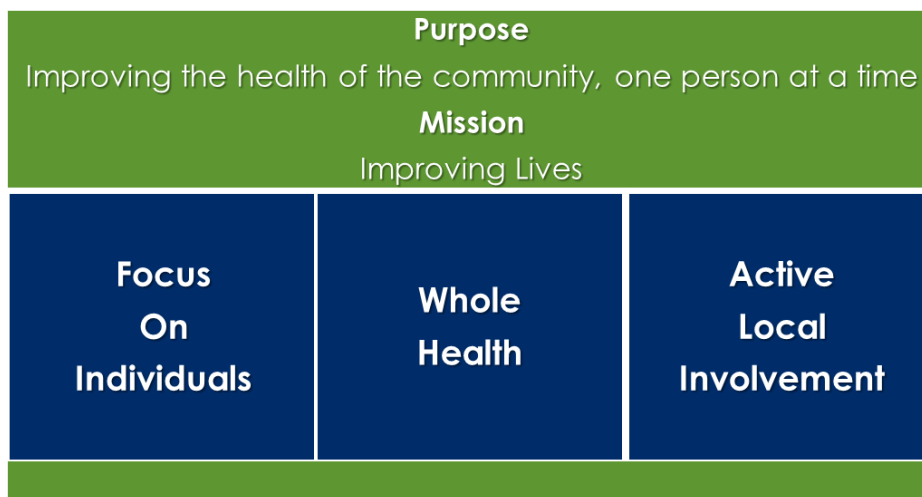 Purpose
Improving the health of the community, one person at a time
Mission
Improving Lives
Focus
On
Individuals
Whole
Health
Active
Local
Involvement